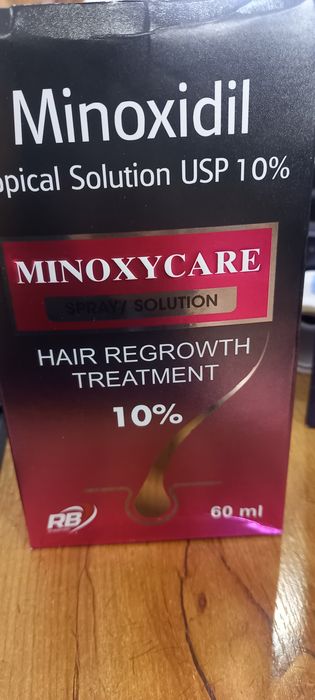 Minoxidil
opical Solution USP 10%
MINOXYCARE
SPRAY/ SOLUTION
HAIR REGROWTH
TREATMENT
10%
RB
60 ml